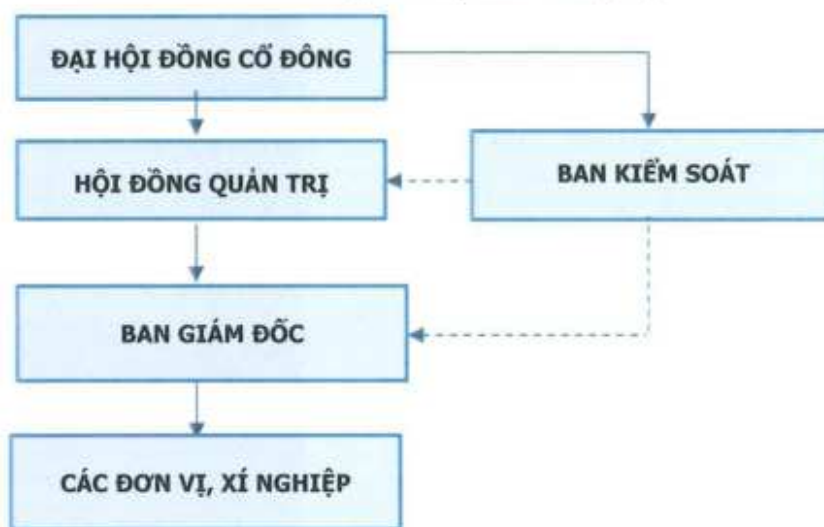 ĐẠI HỘI ĐỒNG CỔ ĐÔNG
HỘI ĐỒNG QUẢN TRỊ
BAN KIỂM SOÁT
BAN GIÁM ĐỐC
CÁC ĐƠN VỊ, XÍ NGHIỆP